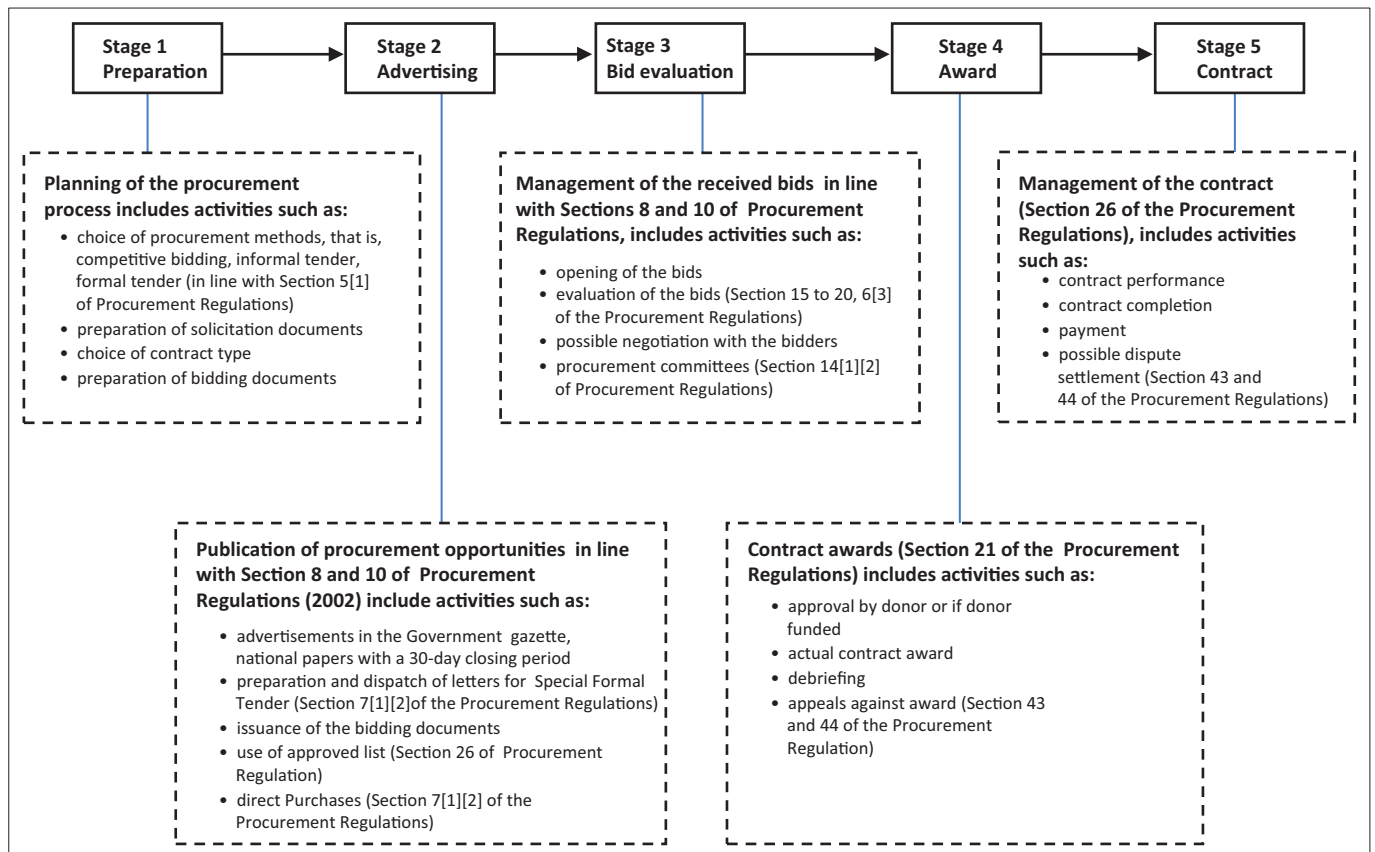 Stage 1
Preparation
Stage 2
Advertising
Stage 3
Bid evaluation
Stage 4
Award
Stage 5
Contract
Planning of the procurement
process includes activities such as:
• choice of procurement methods, that is,
competitive bidding, informal tender,
formal tender (in line with Section 5[1]
of Procurement Regulations)
• preparation of solicitation documents
• choice of contract type
• preparation of bidding documents
Management of the received bids in line
with Sections 8 and 10 of Procurement
Regulations, includes activities such as:
• opening of the bids
• evaluation of the bids (Section 15 to 20, 6[3]
of the Procurement Regulations)
• possible negotiation with the bidders
• procurement committees (Section 14[1][2]
of Procurement Regulations)
Management of the contract
(Section 26 of the Procurement
Regulations), includes activities
such as:
• contract performance
• contract completion
• payment
• possible dispute
settlement (Section 43 and
44 of the Procurement Regulations)
Publication of procurement opportunities in line
with Section 8 and 10 of Procurement
Regulations (2002) include activities such as:
• advertisements in the Government gazette,
national papers with a 30-day closing period
• preparation and dispatch of letters for Special Formal
Tender (Section 7[1][2]of the Procurement Regulations)
• issuance of the bidding documents
• use of approved list (Section 26 of Procurement
Regulation)
• direct Purchases (Section 7[1][2] of the
Procurement Regulations)
Contract awards (Section 21 of the Procurement
Regulations) includes activities such as:
• approval by donor or if donor
funded
• actual contract award
• debriefing
• appeals against award (Section 43
and 44 of the Procurement
Regulation)